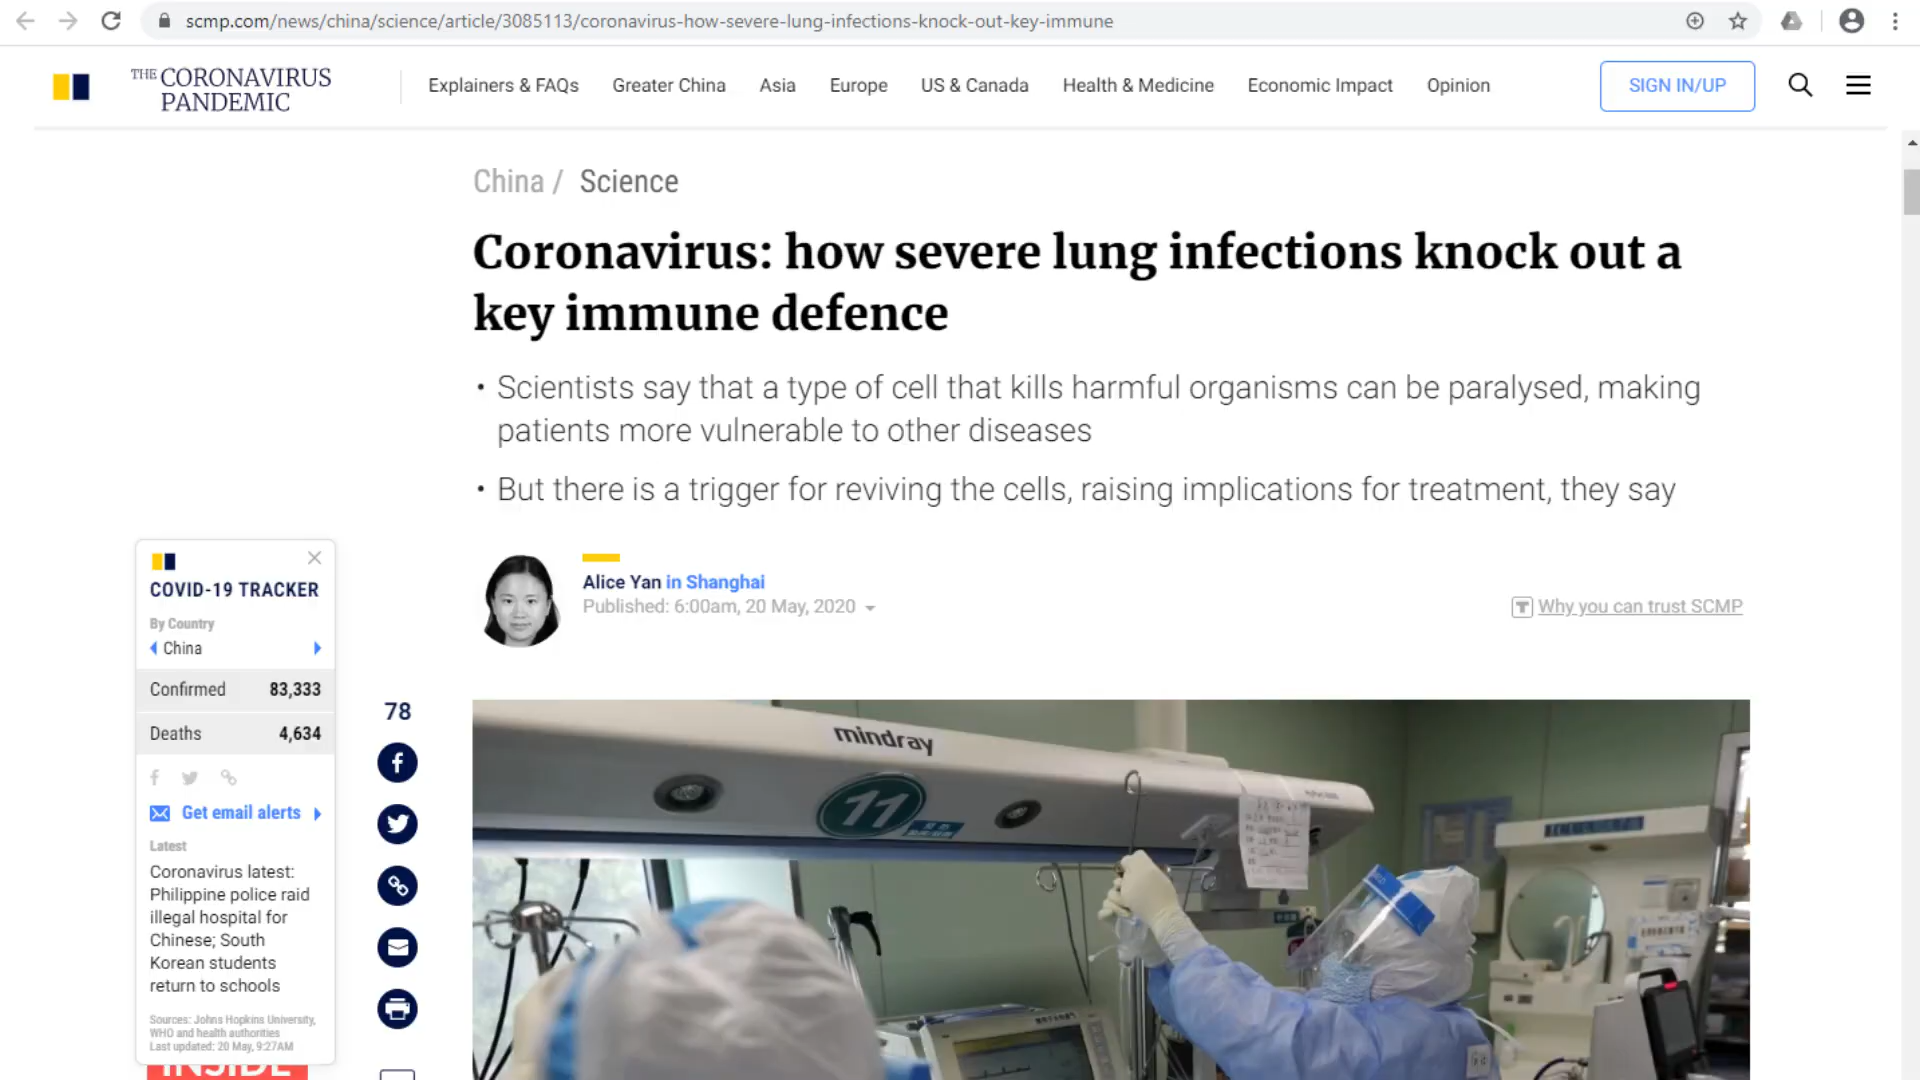 scmp.com/news/china/science/article/3085113/coronavirus-how-severe-lung-infections-knock-out-key-immune
THE CORONAVIRUS
PANDEMIC
Explainers & FAQs Greater China Asia Europe US & Canada Health & Medicine Economic Impact Opinion
SIGN IN/UP
China / Science
Coronavirus: how severe lung infections knock out a
key immune defence
• Scientists say that a type of cell that kills harmful organisms can be paralysed, making
patients more vulnerable to other diseases
• But there is a trigger for reviving the cells, raising implications for treatment, they say
Alice Yan in Shanghai
Published: 6:00am, 20 May, 2020
Why you can trust SCMP
COVID-19 TRACKER
By Country
China
Confirmed 83,333
Deaths 4,634
Get email alerts
Latest
Coronavirus latest:
Philippine police raid
illegal hospital for
Chinese; South
Korean students
return to schools
Sources: Johns Hopkins University,
WHO and health authorities
Last updated: 20 May, 9:27AM
INSIDE
78
mindray
11